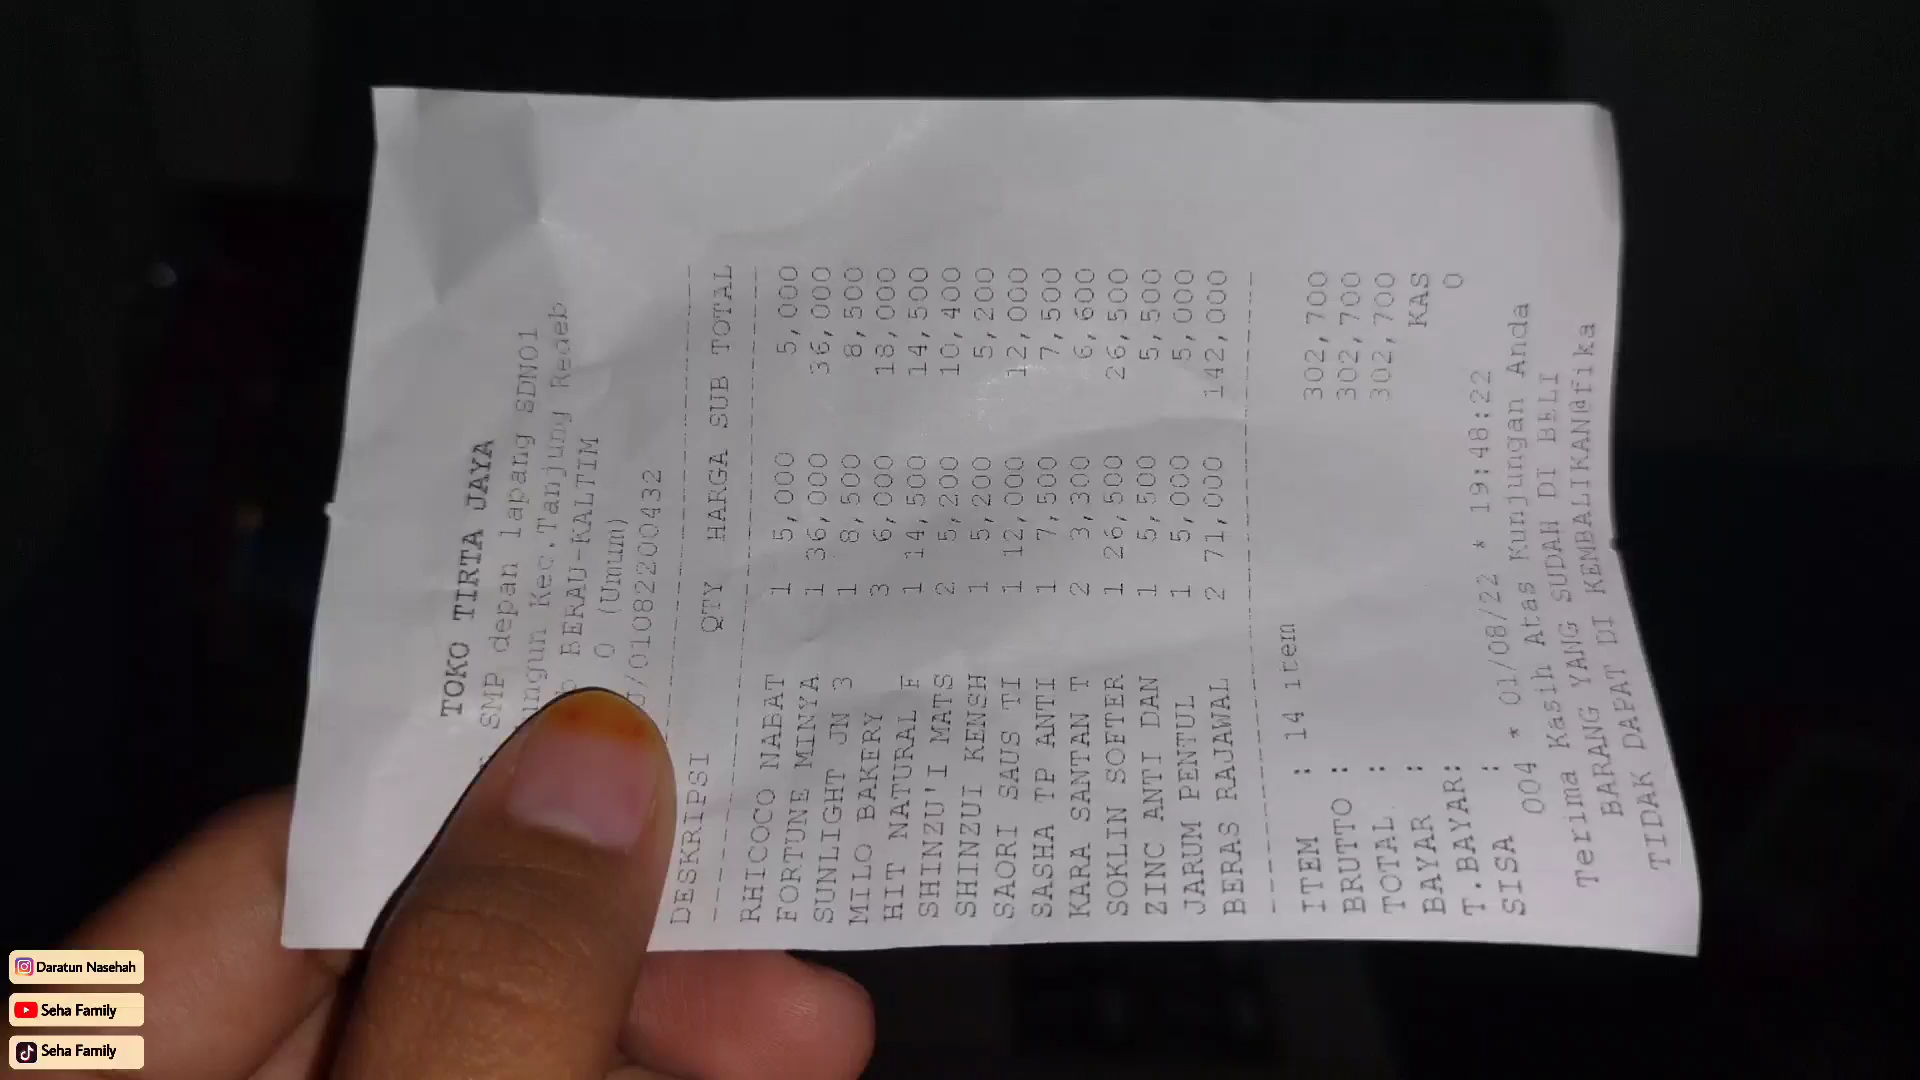 TOKO TIRTA JAYA
SMP depan lapang SDN01
Kec.Tanjung
BERAU-KALTIM
0 (Umum)
/01082200432
DESKRIPSI QTY HARGA SUB TOTAL
RHICOCO NABAT 1 5,000 5,000
FORTUNE MINYA 1 36,000 36,000
SUNLIGHT JN 3 1 8,500 8,500
MILO BAKERY 3 6,000 18,000
HIT NATURAL F 1 14,500 14,500
SHINZU'I MATS 2 5,200 10,400
SHINZUI KENSH 1 5,200 5,200
SAORI SAUS TI 1 12,000 12,000
SASHA TP ANTI 1 7,500 7,500
KARA SANTAN T 2 3,300 6,600
SOKLIN SOFTER 1 26,500 26,500
ZINC ANTI DAN 1 5,500 5,500
JARUM PENTUL 1 5,000 5,000
BERAS RAJAWAL 2 71,000 142,000
ITEM : 14 item
BRUTTO : 302,700
TOTAL : 302,700
BAYAR : 302,700
T.BAYAR: KAS
SISA : 0
004 * 01/08/22 * 19:48:22
Terima Kasih Atas Kunjungan Anda
BARANG YANG SUDAH DI BELI
TIDAK DAPAT DI KEMBALIKAN@fika
Daratun Nasehah
Seha Family
Seha Family